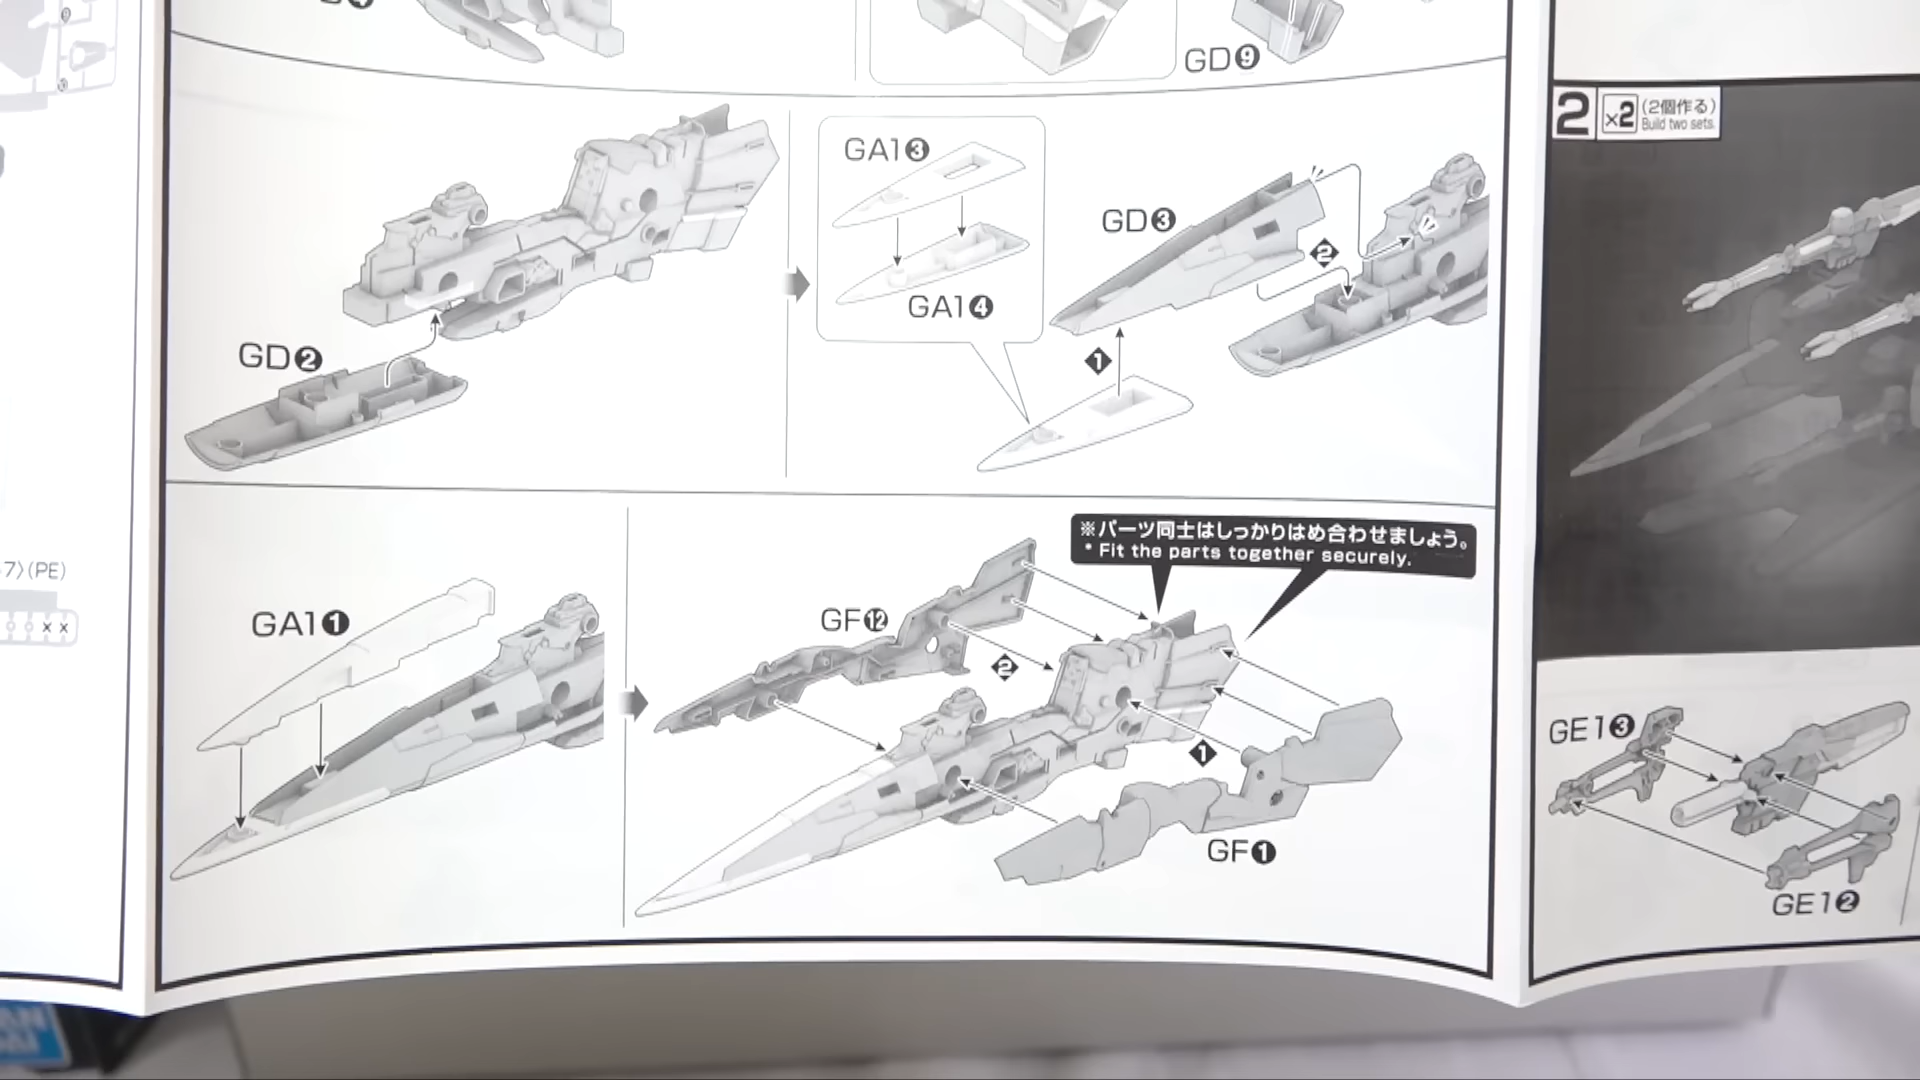 GD❾
GD❷
GA1❸
GA1❹
GD❸
❶
❷
GA1❶
GF⓬
❷
※パーツ同士はしっかりはめ合わせましょう。
* Fit the parts together securely.
❶
GF❶
7〉(PE)
××
2
×2
(2個作る)
Build two sets.
GE1❸
GE1❷